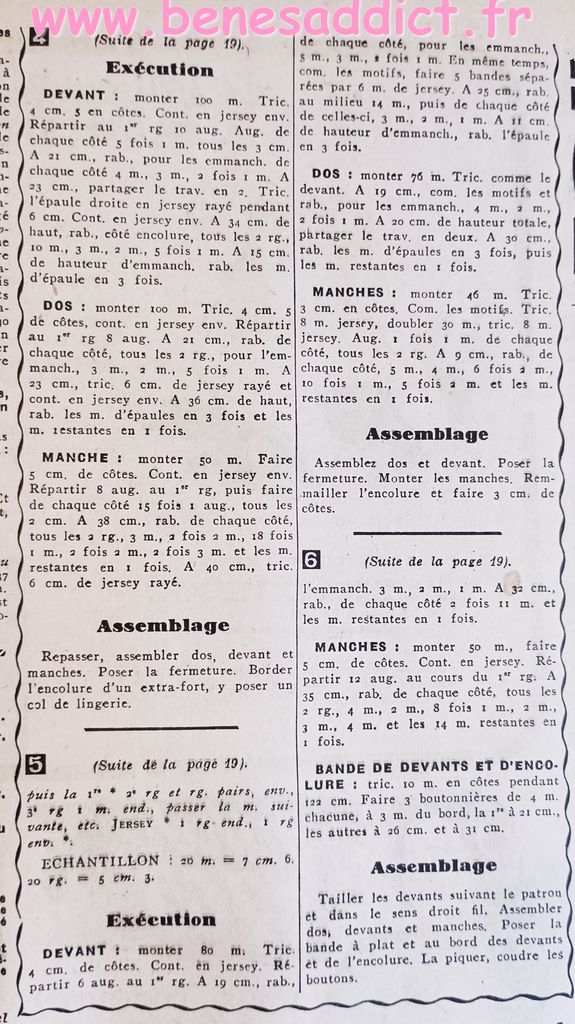 www.benesaddict.fr
4 (Suite de la page 19).
Exécution
DEVANT : monter 100 m. Tric.
4 cm. 5 en côtes. Cont. en jersey env.
Répartir au 1er rg 10 aug. Aug. de
chaque côté 5 fois 1 m. tous les 3 cm.
A 21 cm., rab., pour les emmanch. de
chaque côté 4 m., 3 m., 2 fois 1 m. A
23 cm., partager le trav. en 2. Tric.
l'épaule droite en jersey rayé pendant
6 cm. Cont. en jersey env. A 34 cm. de
haut, rab., côté encolure, tous les 2 rg.,
10 m., 3 m., 2 m., 5 fois 1 m. A 15 cm.
de hauteur d'emmanch. rab. les m.
d'épaule en 3 fois.
DOS : monter 100 m. Tric. 4 cm. 5
de côtes, cont. en jersey env. Répartir
au 1er rg 8 aug. A 21 cm., rab. de
chaque côté, tous les 2 rg., pour l'em-
manch., 3 m., 2 m., 5 fois 1 m. A
23 cm., tric. 6 cm. de jersey rayé et
cont. en jersey env. A 36 cm. de haut,
rab. les m. d'épaules en 3 fois et les
m. restantes en 1 fois.
MANCHE : monter 50 m. Faire
5 cm. de côtes. Cont. en jersey env.
Répartir 8 aug. au 1er rg, puis faire
de chaque côté 15 fois 1 aug., tous les
2 cm. A 38 cm., rab. de chaque côté,
tous les 2 rg., 3 m., 2 fois 2 m., 18 fois
1 m., 2 fois 2 m., 2 fois 3 m. et les m.
restantes en 1 fois. A 40 cm., tric.
6 cm. de jersey rayé.
Assemblage
Repasser, assembler dos, devant et
manches. Poser la fermeture. Border
l'encolure d'un extra-fort, y poser un
col de lingerie.
5 (Suite de la page 19).
puis la 1re * 2e rg et rg. pairs, env.,
3e rg 1 m. end., passer la m. sui-
vante, etc. JERSEY * 1 rg end., 1 rg
env. *.
ECHANTILLON : 20 m. = 7 cm. 6.
20 rg. = 5 cm. 3.
Exécution
DEVANT : monter 80 m. Tric.
4 cm. de côtes. Cont. en jersey. Ré-
partir 6 aug. au 1er rg. A 19 cm., rab.,
de chaque côté, pour les emmanch.,
5 m., 3 m., 2 fois 1 m. En même temps,
com. les motifs, faire 5 bandes sépa-
rées par 6 m. de jersey. A 25 cm., rab.
au milieu 14 m., puis de chaque côté
de celles-ci, 3 m., 2 m., 1 m. A 11 cm.
de hauteur d'emmanch., rab. l'épaule
en 3 fois.
DOS : monter 76 m. Tric. comme le
devant. A 19 cm., com. les motifs et
rab., pour les emmanch., 4 m., 2 m.,
2 fois 1 m. A 20 cm. de hauteur totale,
partager le trav. en deux. A 30 cm.,
rab. les m. d'épaules en 3 fois, puis
les m. restantes en 1 fois.
MANCHES : monter 46 m. Tric.
3 cm. en côtes. Com. les motifs. Tric.
8 m. jersey, doubler 30 m., tric. 8 m.
jersey. Aug. 1 fois 1 m. de chaque
côté, tous les 2 rg. A 9 cm., rab., de
chaque côté, 5 m., 4 m., 6 fois 2 m.,
10 fois 1 m., 5 fois 2 m. et les m.
restantes en 1 fois.
Assemblage
Assemblez dos et devant. Poser la
fermeture. Monter les manches. Rem-
mailler l'encolure et faire 3 cm. de
côtes.
6 (Suite de la page 19).
l'emmanch. 3 m., 2 m., 1 m. A 32 cm.,
rab., de chaque côté 2 fois 11 m. et
les m. restantes en 1 fois.
MANCHES : monter 50 m., faire
5 cm. de côtes. Cont. en jersey. Ré-
partir 12 aug. au cours du 1er rg. A
35 cm., rab. de chaque côté, tous les
2 rg., 4 m., 2 m., 8 fois 1 m., 2 m.,
3 m., 4 m. et les 14 m. restantes en
1 fois.
BANDE DE DEVANTS ET D'ENCO-
LURE : tric. 10 m. en côtes pendant
122 cm. Faire 3 boutonnières de 4 m.
chacune, à 3 m. du bord, la 1re à 21 cm.,
les autres à 26 cm. et à 31 cm.
Assemblage
Tailler les devants suivant le patron
et dans le sens droit fil. Assembler
dos, devants et manches. Poser la
bande à plat et au bord des devants
et de l'encolure. La piquer, coudre les
boutons.